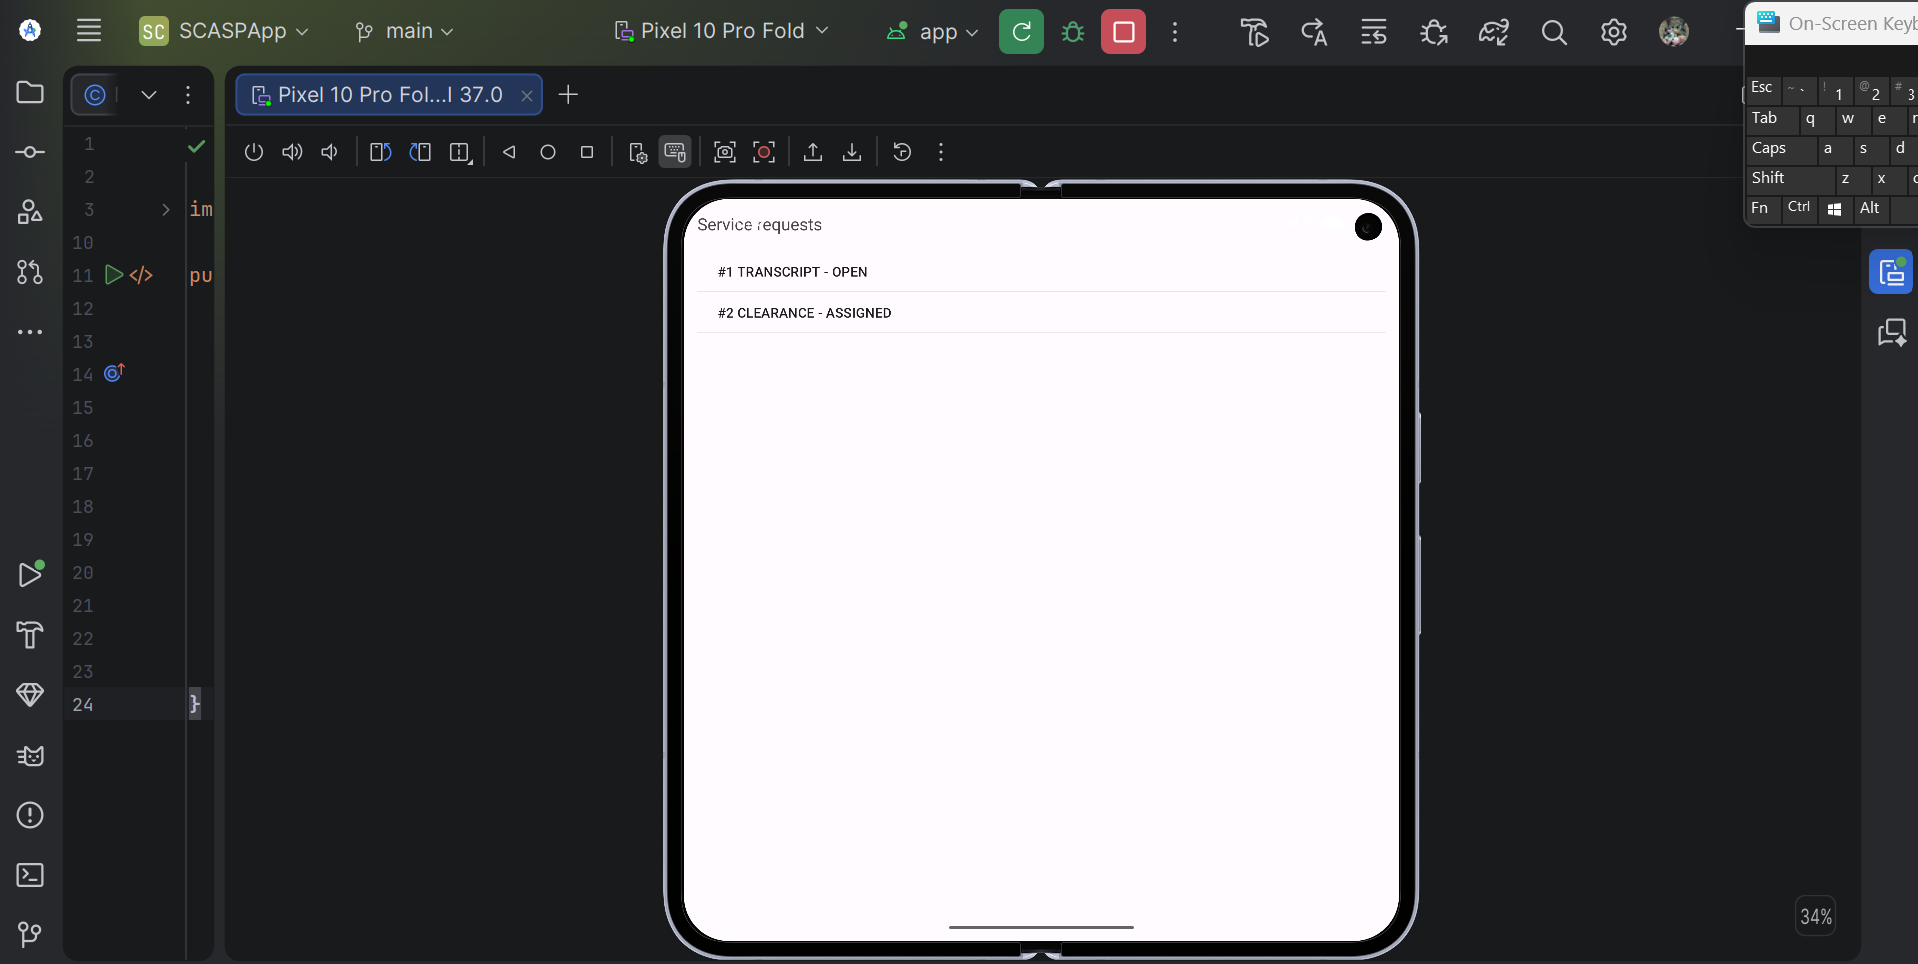 SC SCASPApp main Pixel 10 Pro Fold app
On-Screen Keyb
Pixel 10 Pro Fol...l 37.0
1
2
3 im
10
11 pu
12
13
14
15
16
17
18
19
20
21
22
23
24 }
Service requests
#1 TRANSCRIPT - OPEN
#2 CLEARANCE - ASSIGNED
Esc ~ ` ! 1 @ 2 # 3
Tab q w e r
Caps a s d
Shift z x c
Fn Ctrl Alt
34%